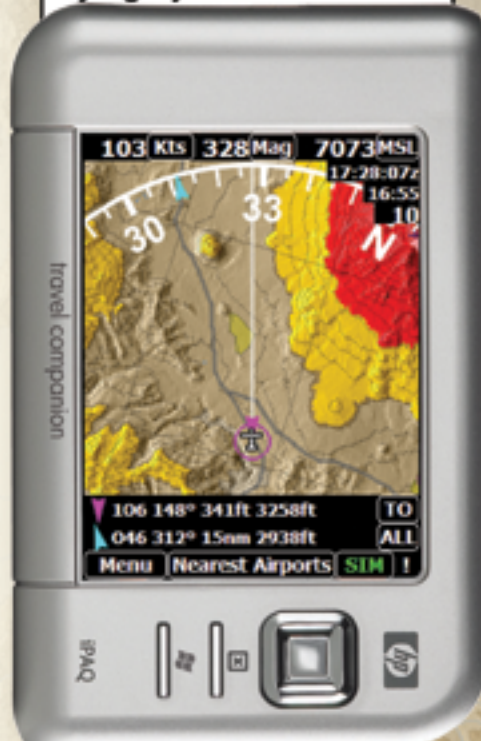 103 Kts 328 Mag 7073 MSL
17:28:07z
16:55
10
30 33 N
106 148° 341ft 3258ft TO
046 312° 15nm 2938ft ALL
Menu Nearest Airports SIM !
travel companion
iPAQ
hp